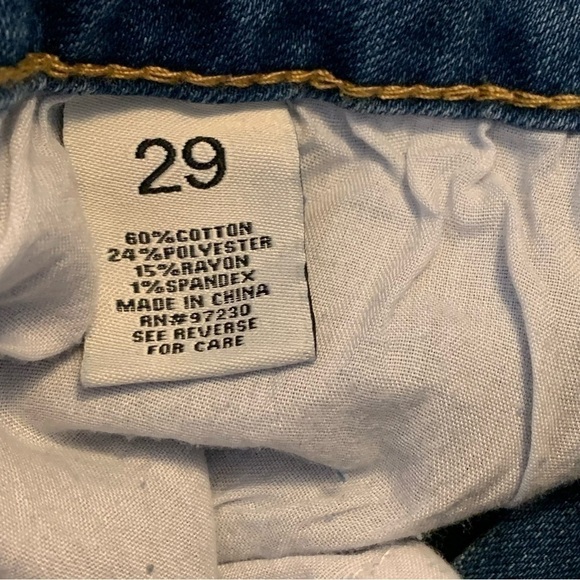 29
60%COTTON
24%POLYESTER
15%RAYON
1%SPANDEX
MADE IN CHINA
RN#97230
SEE REVERSE
FOR CARE